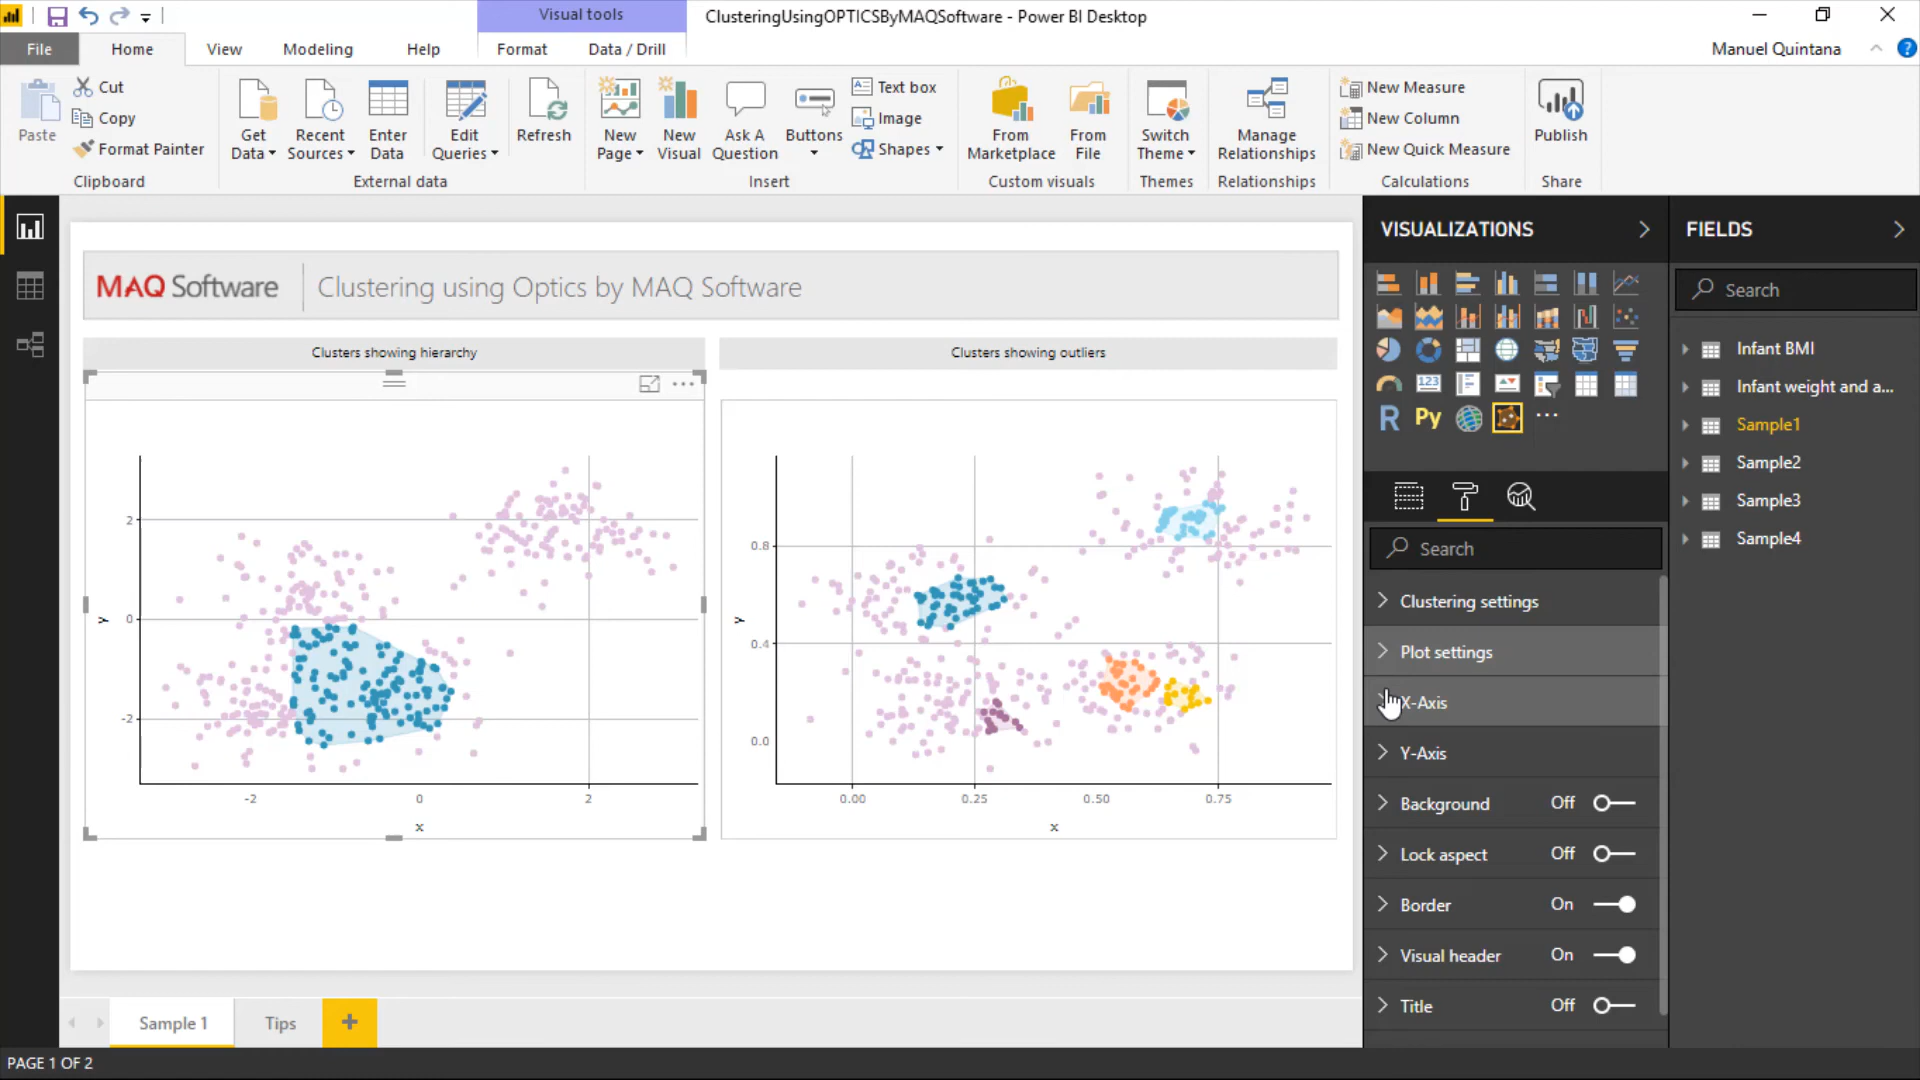 Visual tools
ClusteringUsingOPTICSByMAQSoftware - Power BI Desktop
File
Home
View
Modeling
Help
Format
Data / Drill
Manuel Quintana
?
Paste
Cut
Copy
Format Painter
Clipboard
Get
Data
Recent
Sources
Enter
Data
Edit
Queries
Refresh
External data
New
Page
New
Visual
Ask A
Question
Buttons
Text box
Image
Shapes
Insert
From
Marketplace
From
File
Custom visuals
Switch
Theme
Themes
Manage
Relationships
Relationships
New Measure
New Column
New Quick Measure
Calculations
Publish
Share
MAQ Software
Clustering using Optics by MAQ Software
Clusters showing hierarchy
2
0
-2
y
-2
0
2
x
Clusters showing outliers
0.8
0.4
0.0
y
0.00
0.25
0.50
0.75
x
VISUALIZATIONS
123
R
Py
Search
Clustering settings
Plot settings
X-Axis
Y-Axis
Background Off
Lock aspect Off
Border On
Visual header On
Title Off
FIELDS
Search
Infant BMI
Infant weight and a...
Sample1
Sample2
Sample3
Sample4
Sample 1
Tips
+
PAGE 1 OF 2